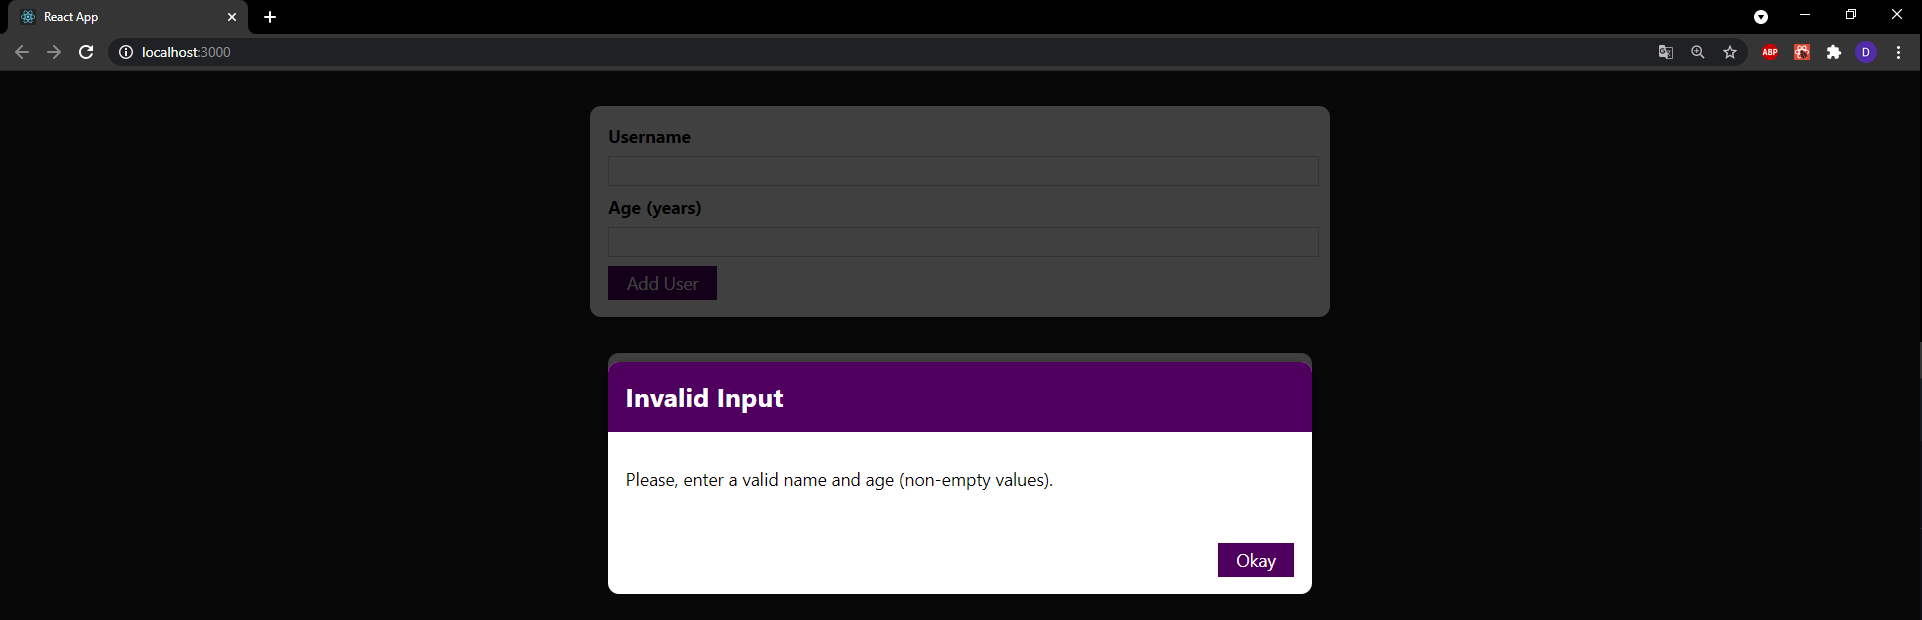 React App
localhost:3000
ABP
D
Username
Age (years)
Add User
Invalid Input
Please, enter a valid name and age (non-empty values).
Okay